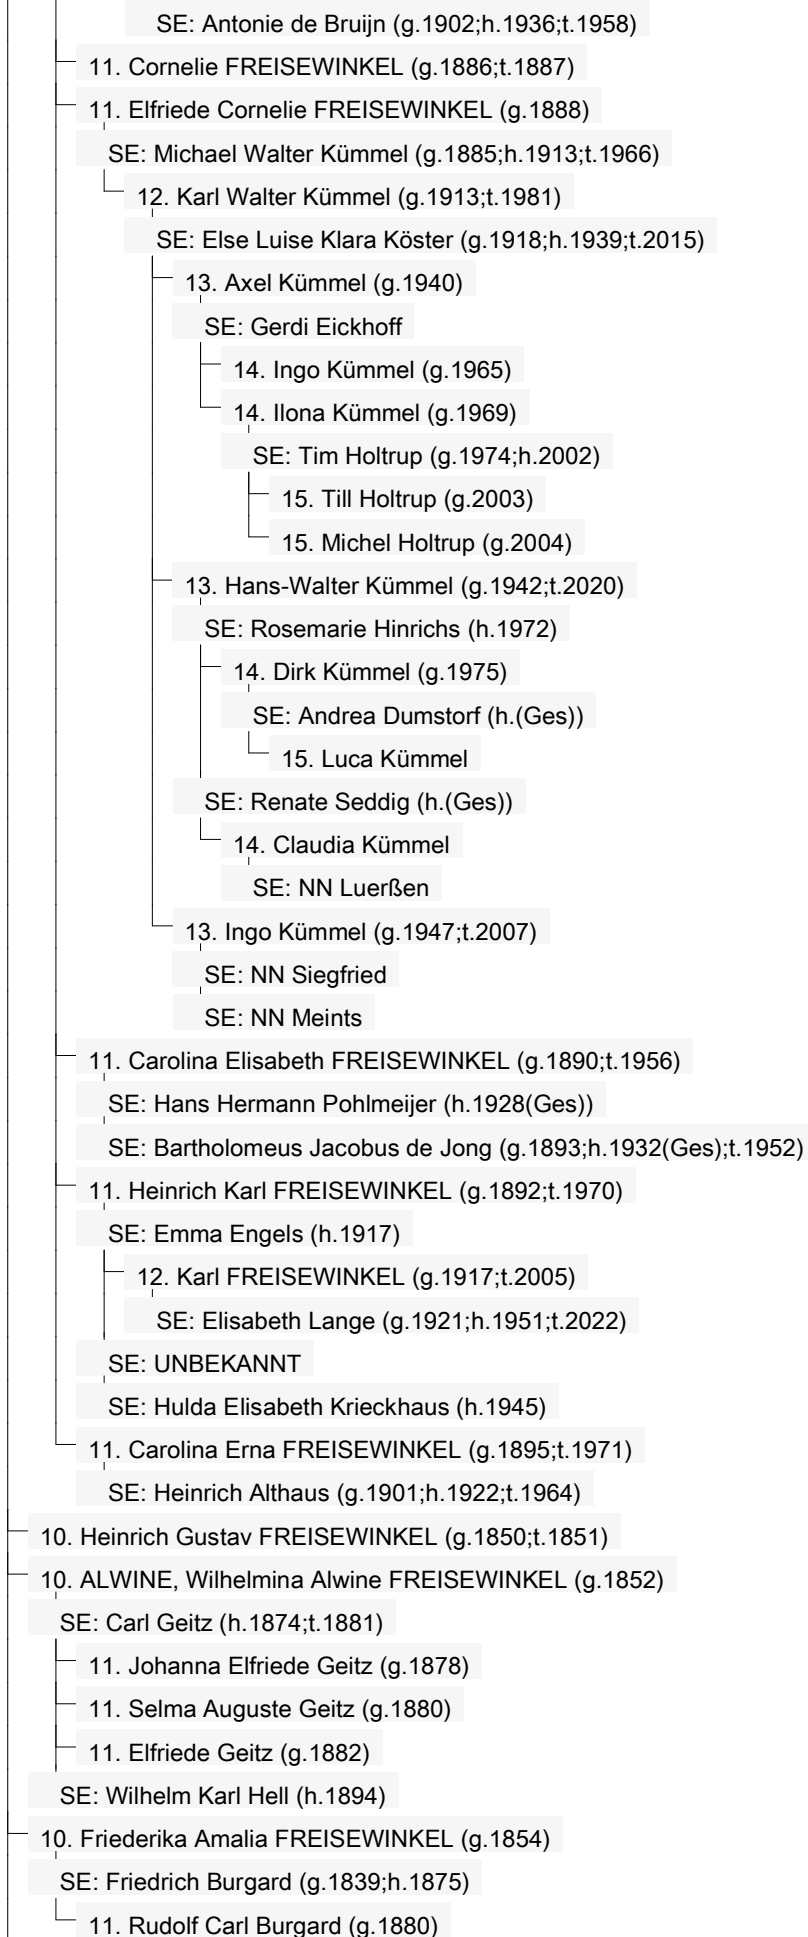 SE: Antonie de Bruijn (g.1902;h.1936;t.1958)
11. Cornelie FREISEWINKEL (g.1886;t.1887)
11. Elfriede Cornelie FREISEWINKEL (g.1888)
SE: Michael Walter Kümmel (g.1885;h.1913;t.1966)
12. Karl Walter Kümmel (g.1913;t.1981)
SE: Else Luise Klara Köster (g.1918;h.1939;t.2015)
13. Axel Kümmel (g.1940)
SE: Gerdi Eickhoff
14. Ingo Kümmel (g.1965)
14. Ilona Kümmel (g.1969)
SE: Tim Holtrup (g.1974;h.2002)
15. Till Holtrup (g.2003)
15. Michel Holtrup (g.2004)
13. Hans-Walter Kümmel (g.1942;t.2020)
SE: Rosemarie Hinrichs (h.1972)
14. Dirk Kümmel (g.1975)
SE: Andrea Dumstorf (h.(Ges))
15. Luca Kümmel
SE: Renate Seddig (h.(Ges))
14. Claudia Kümmel
SE: NN Luerßen
13. Ingo Kümmel (g.1947;t.2007)
SE: NN Siegfried
SE: NN Meints
11. Carolina Elisabeth FREISEWINKEL (g.1890;t.1956)
SE: Hans Hermann Pohlmeijer (h.1928(Ges))
SE: Bartholomeus Jacobus de Jong (g.1893;h.1932(Ges);t.1952)
11. Heinrich Karl FREISEWINKEL (g.1892;t.1970)
SE: Emma Engels (h.1917)
12. Karl FREISEWINKEL (g.1917;t.2005)
SE: Elisabeth Lange (g.1921;h.1951;t.2022)
SE: UNBEKANNT
SE: Hulda Elisabeth Krieckhaus (h.1945)
11. Carolina Erna FREISEWINKEL (g.1895;t.1971)
SE: Heinrich Althaus (g.1901;h.1922;t.1964)
10. Heinrich Gustav FREISEWINKEL (g.1850;t.1851)
10. ALWINE, Wilhelmina Alwine FREISEWINKEL (g.1852)
SE: Carl Geitz (h.1874;t.1881)
11. Johanna Elfriede Geitz (g.1878)
11. Selma Auguste Geitz (g.1880)
11. Elfriede Geitz (g.1882)
SE: Wilhelm Karl Hell (h.1894)
10. Friederika Amalia FREISEWINKEL (g.1854)
SE: Friedrich Burgard (g.1839;h.1875)
11. Rudolf Carl Burgard (g.1880)